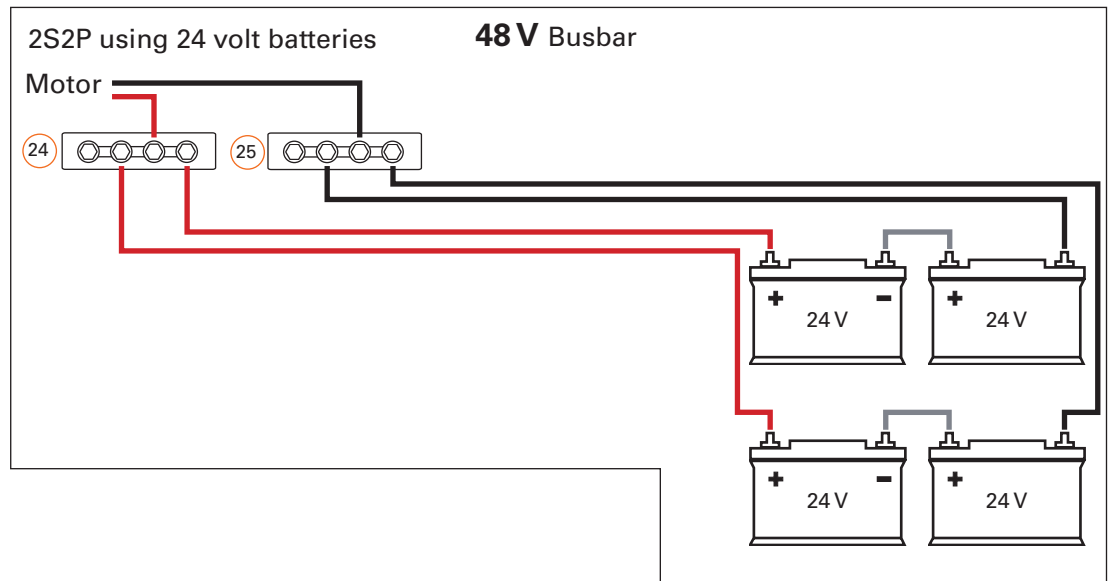 2S2P using 24 volt batteries
48 V Busbar
Motor
24
25
+ - +
24 V 24 V
+ - +
24 V 24 V